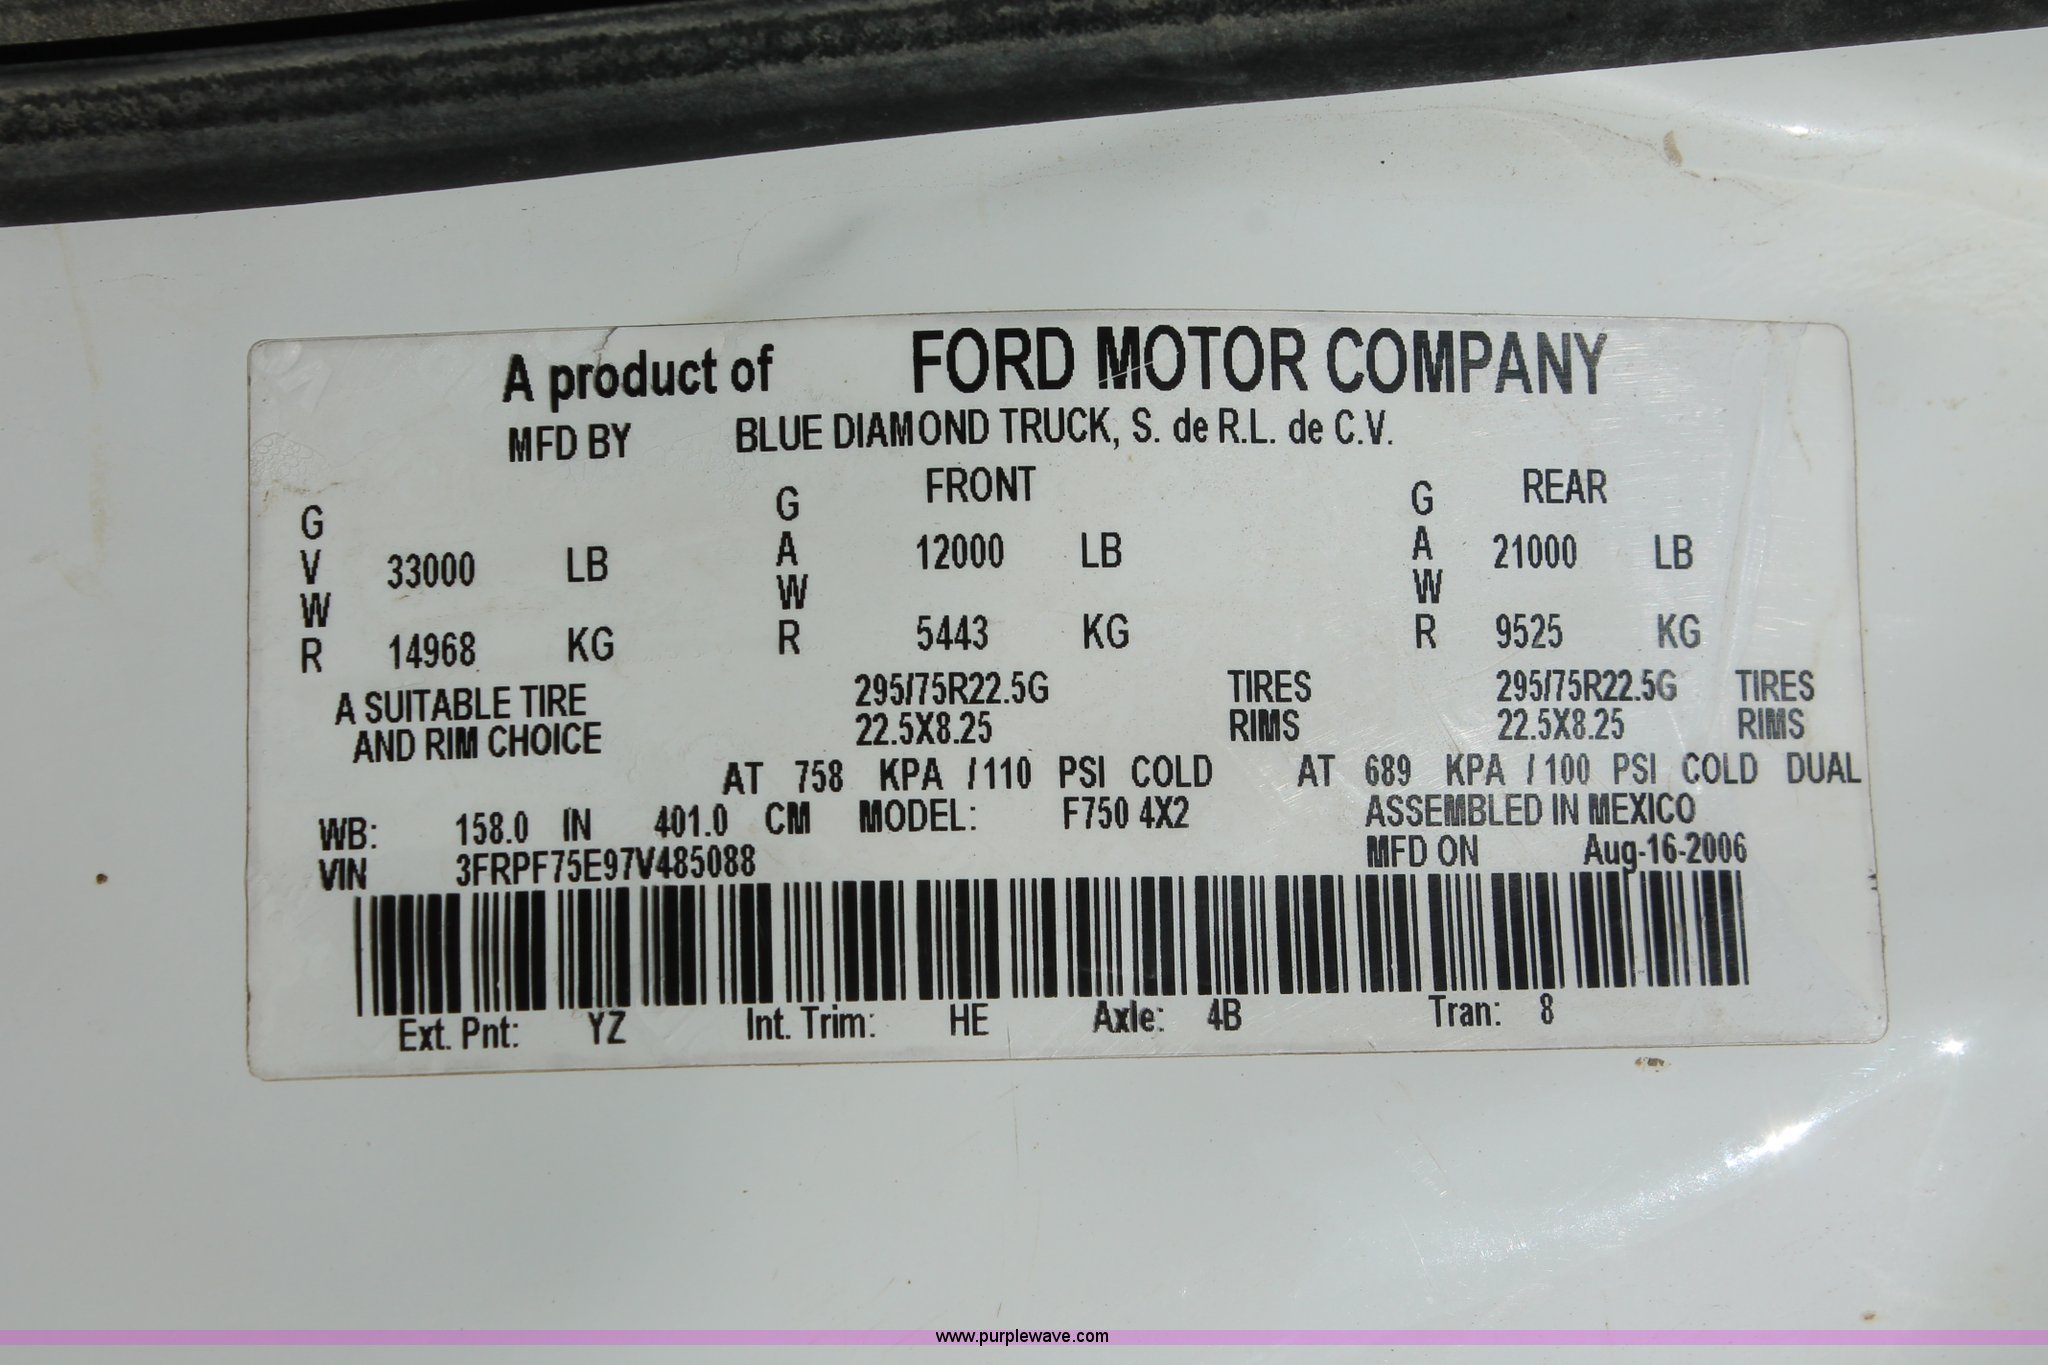 A product of FORD MOTOR COMPANY
MFD BY BLUE DIAMOND TRUCK, S. de R.L. de C.V.
FRONT REAR
GVWR 33000 LB GAWR 12000 LB GAWR 21000 LB
14968 KG 5443 KG 9525 KG
A SUITABLE TIRE 295/75R22.5G TIRES 295/75R22.5G TIRES
AND RIM CHOICE 22.5X8.25 RIMS 22.5X8.25 RIMS
AT 758 KPA / 110 PSI COLD AT 689 KPA / 100 PSI COLD DUAL
WB: 158.0 IN 401.0 CM MODEL: F750 4X2 ASSEMBLED IN MEXICO
VIN 3FRPF75E97V485088 MFD ON Aug-16-2006
Ext. Pnt: YZ Int. Trim: HE Axle: 4B Tran: 8
www.purplewave.com